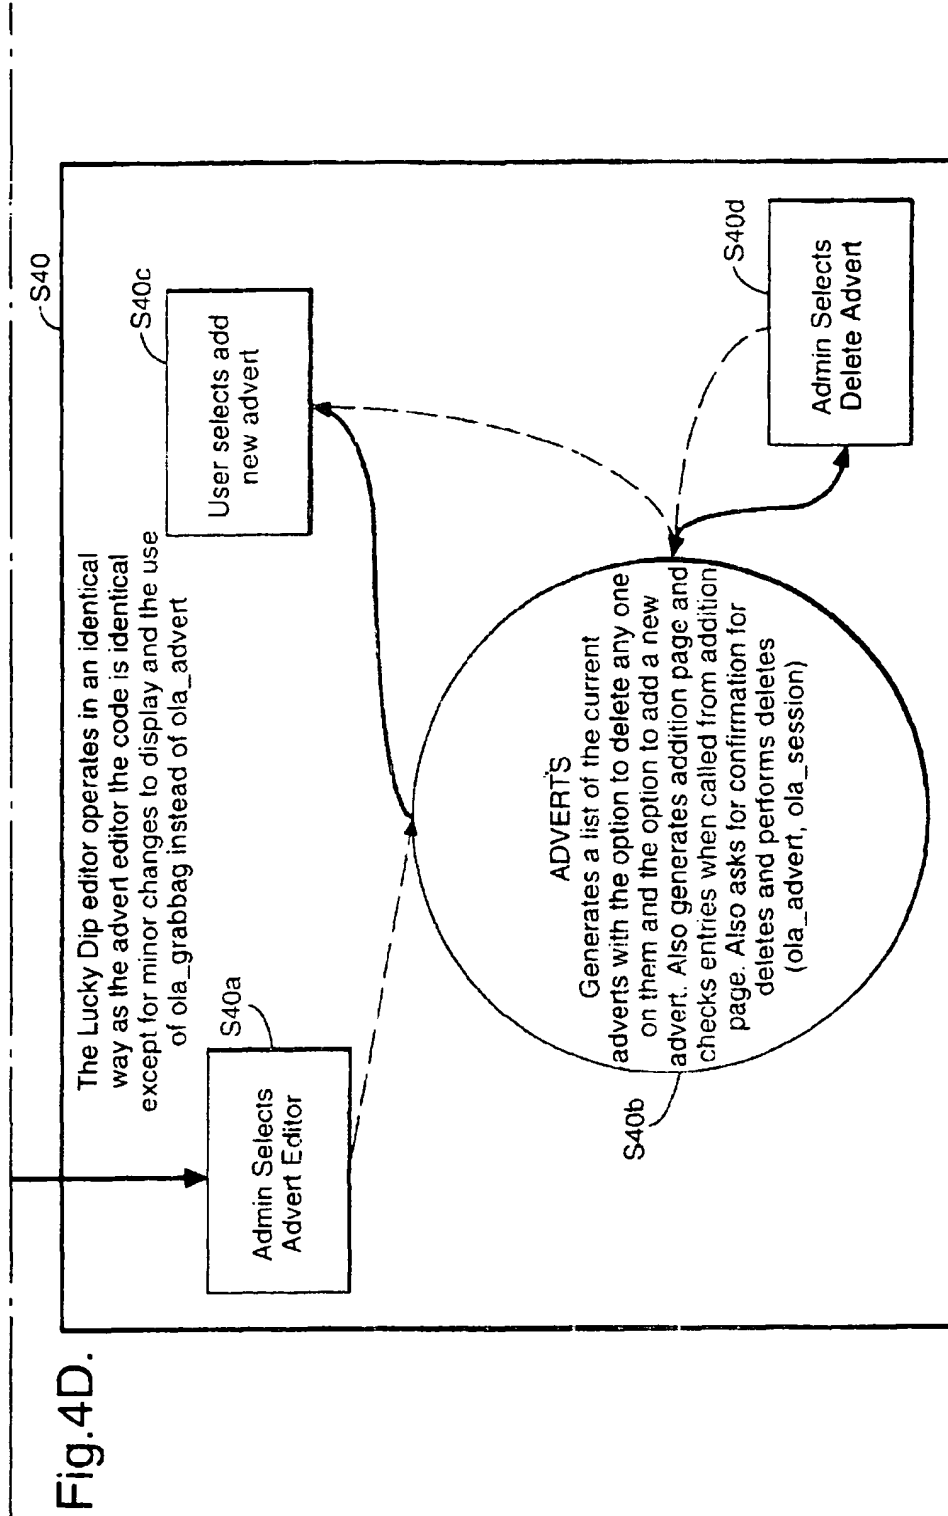 Fig.4D.
S40
The Lucky Dip editor operates in an identical
way as the advert editor the code is identical
except for minor changes to display and the use
of ola_grabbag instead of ola_advert
S40a
Admin Selects
Advert Editor
S40c
User selects add
new advert
S40b
ADVERTS
Generates a list of the current
adverts with the option to delete any one
on them and the option to add a new
advert. Also generates addition page and
checks entries when called from addition
page. Also asks for confirmation for
deletes and performs deletes
(ola_advert, ola_session)
S40d
Admin Selects
Delete Advert